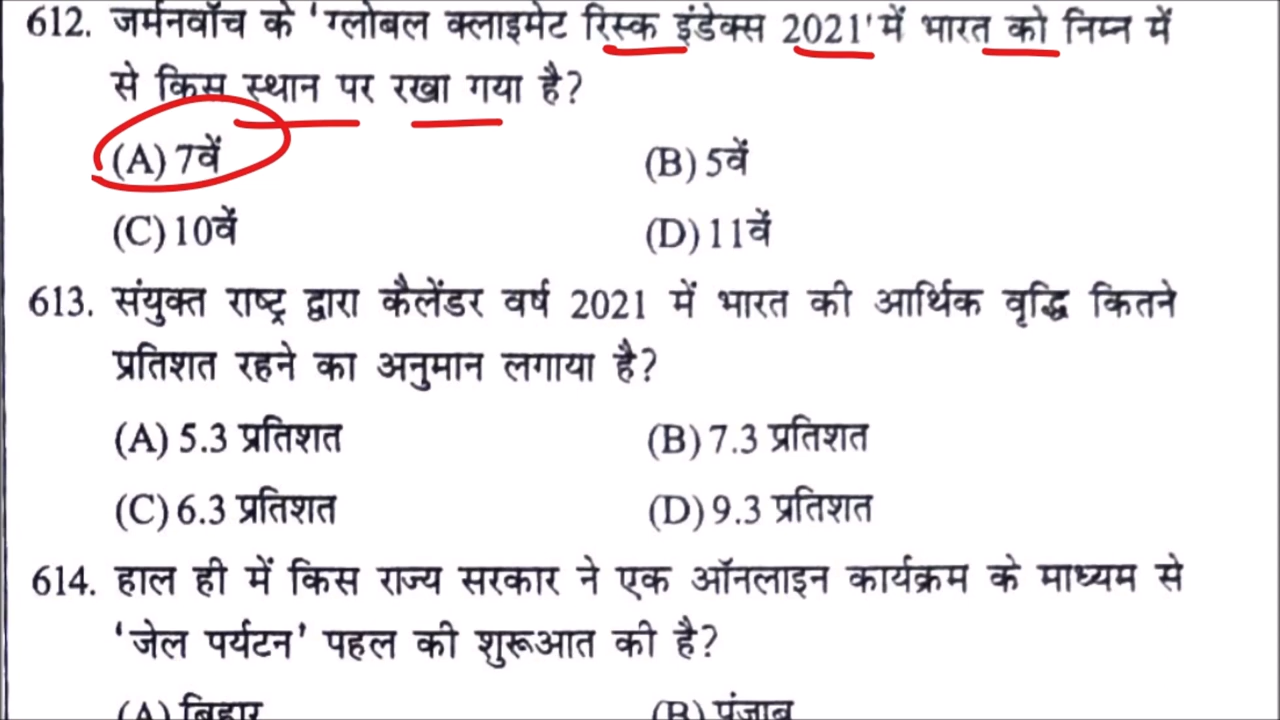 612. जर्मनवॉच के 'ग्लोबल क्लाइमेट रिस्क इंडेक्स 2021' में भारत को निम्न में
से किस स्थान पर रखा गया है?
(A) 7वें (B) 5वें
(C) 10वें (D) 11वें
613. संयुक्त राष्ट्र द्वारा कैलेंडर वर्ष 2021 में भारत की आर्थिक वृद्धि कितने
प्रतिशत रहने का अनुमान लगाया है?
(A) 5.3 प्रतिशत (B) 7.3 प्रतिशत
(C) 6.3 प्रतिशत (D) 9.3 प्रतिशत
614. हाल ही में किस राज्य सरकार ने एक ऑनलाइन कार्यक्रम के माध्यम से
'जेल पर्यटन' पहल की शुरूआत की है?
(A) बिहार (B) पंजाब